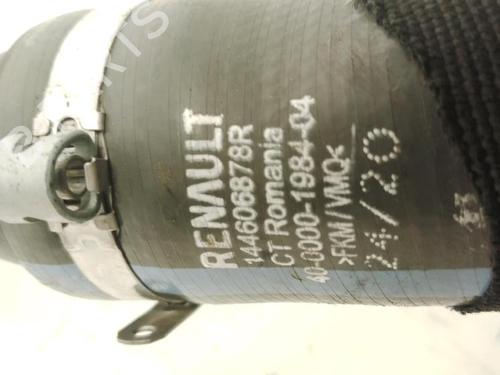 RENAULT
144606878R
CT Romania
40-0000-1984-04
>FKM/VMQ<
24/20